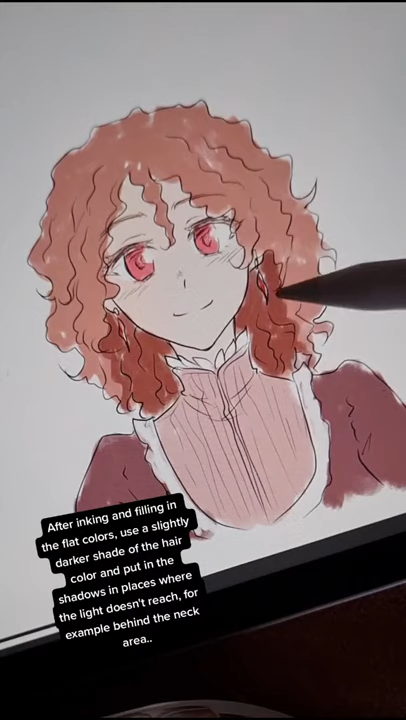 After inking and filling in
the flat colors, use a slightly
darker shade of the hair
color and put in the
shadows in places where
the light doesn't reach, for
example behind the neck
area..